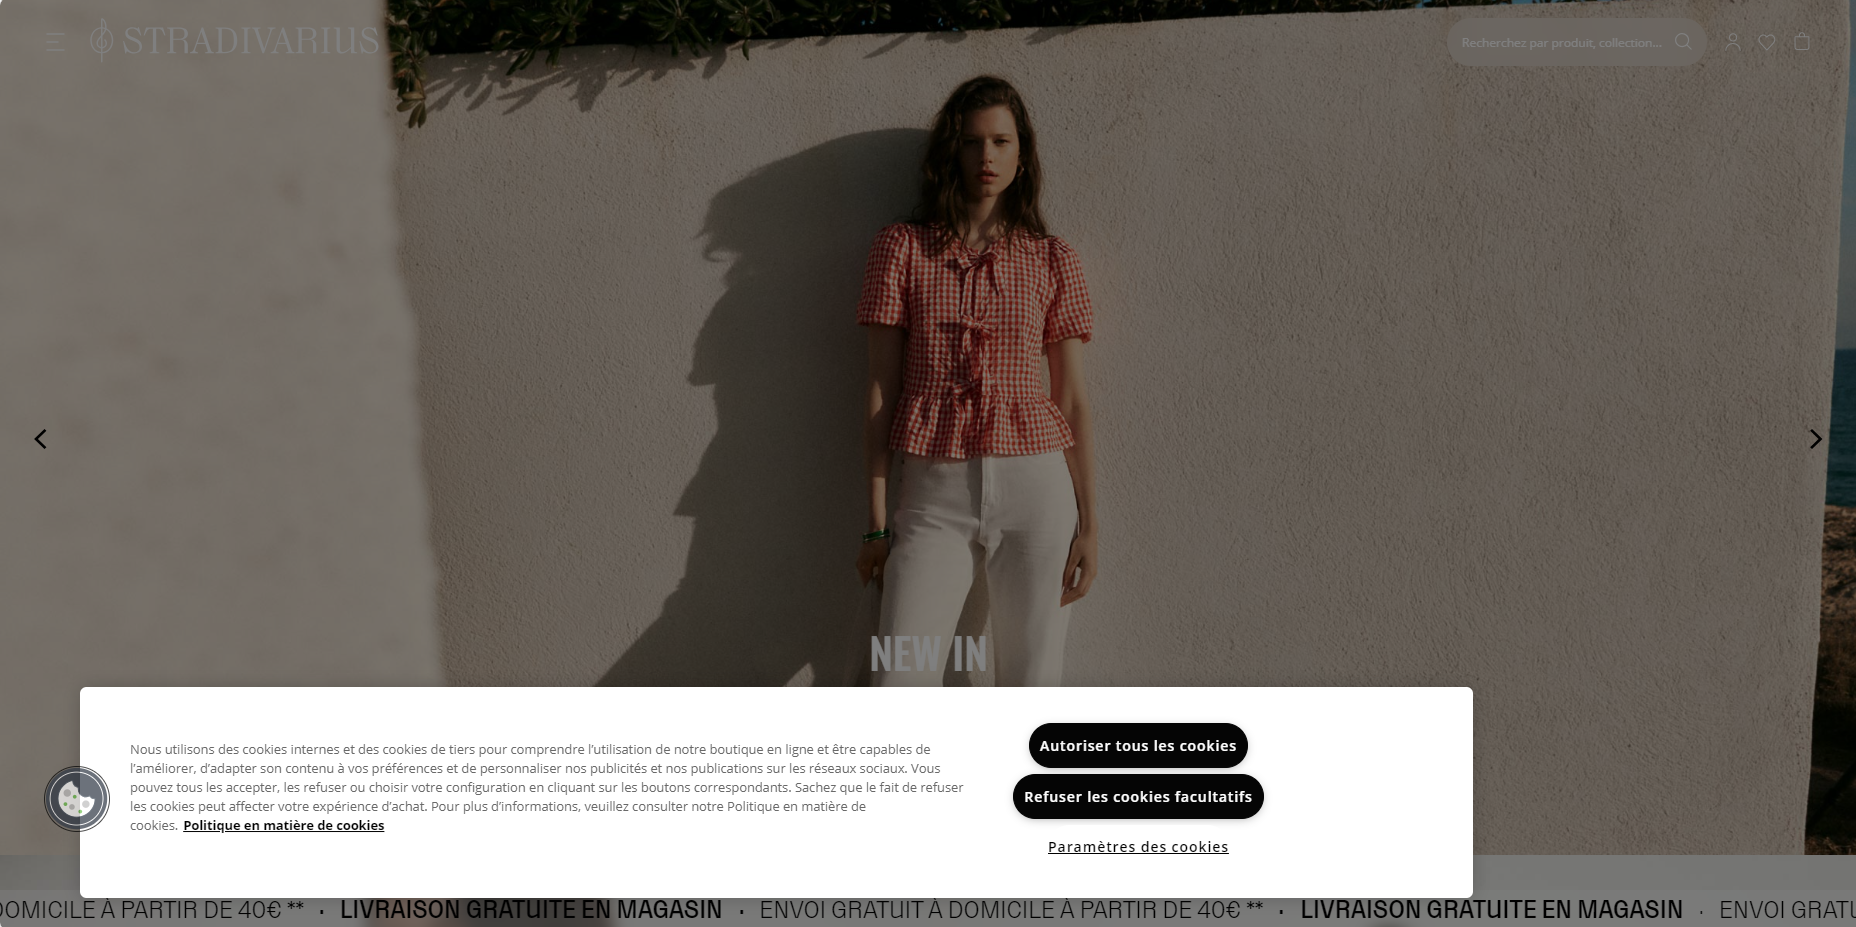 STRADIVARIUS
Recherchez par produit, collection...
NEW IN
Nous utilisons des cookies internes et des cookies de tiers pour comprendre l’utilisation de notre boutique en ligne et être capables de
l’améliorer, d’adapter son contenu à vos préférences et de personnaliser nos publicités et nos publications sur les réseaux sociaux. Vous
pouvez tous les accepter, les refuser ou choisir votre configuration en cliquant sur les boutons correspondants. Sachez que le fait de refuser
les cookies peut affecter votre expérience d’achat. Pour plus d’informations, veuillez consulter notre Politique en matière de
cookies. Politique en matière de cookies
Autoriser tous les cookies
Refuser les cookies facultatifs
Paramètres des cookies
DOMICILE À PARTIR DE 40€ ** · LIVRAISON GRATUITE EN MAGASIN · ENVOI GRATUIT À DOMICILE À PARTIR DE 40€ ** · LIVRAISON GRATUITE EN MAGASIN · ENVOI GRATU